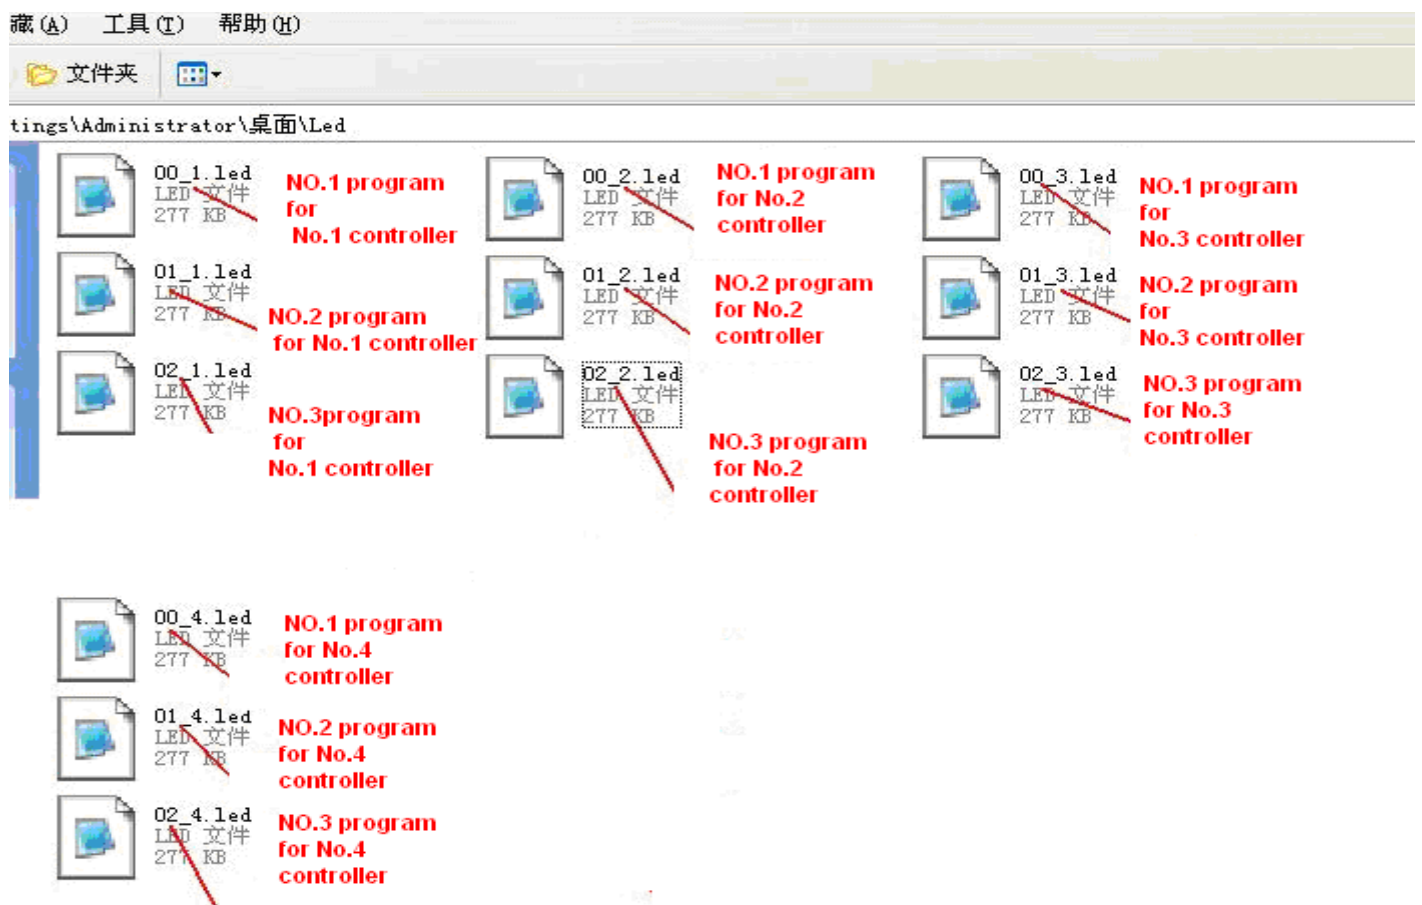 藏(A) 工具(T) 帮助(H)
文件夹
tings\Administrator\桌面\Led
00_1.led
LED 文件
277 KB
NO.1 program
for
No.1 controller
00_2.led
LED 文件
277 KB
NO.1 program
for No.2
controller
00_3.led
LED 文件
277 KB
NO.1 program
for
No.3 controller
01_1.led
LED 文件
277 KB
NO.2 program
for No.1 controller
01_2.led
LED 文件
277 KB
NO.2 program
for No.2
controller
01_3.led
LED 文件
277 KB
NO.2 program
for
No.3 controller
02_1.led
LED 文件
277 KB
NO.3program
for
No.1 controller
02_2.led
LED 文件
277 KB
NO.3 program
for No.2
controller
02_3.led
LED 文件
277 KB
NO.3 program
for No.3
controller
00_4.led
LED 文件
277 KB
NO.1 program
for No.4
controller
01_4.led
LED 文件
277 KB
NO.2 program
for No.4
controller
02_4.led
LED 文件
277 KB
NO.3 program
for No.4
controller